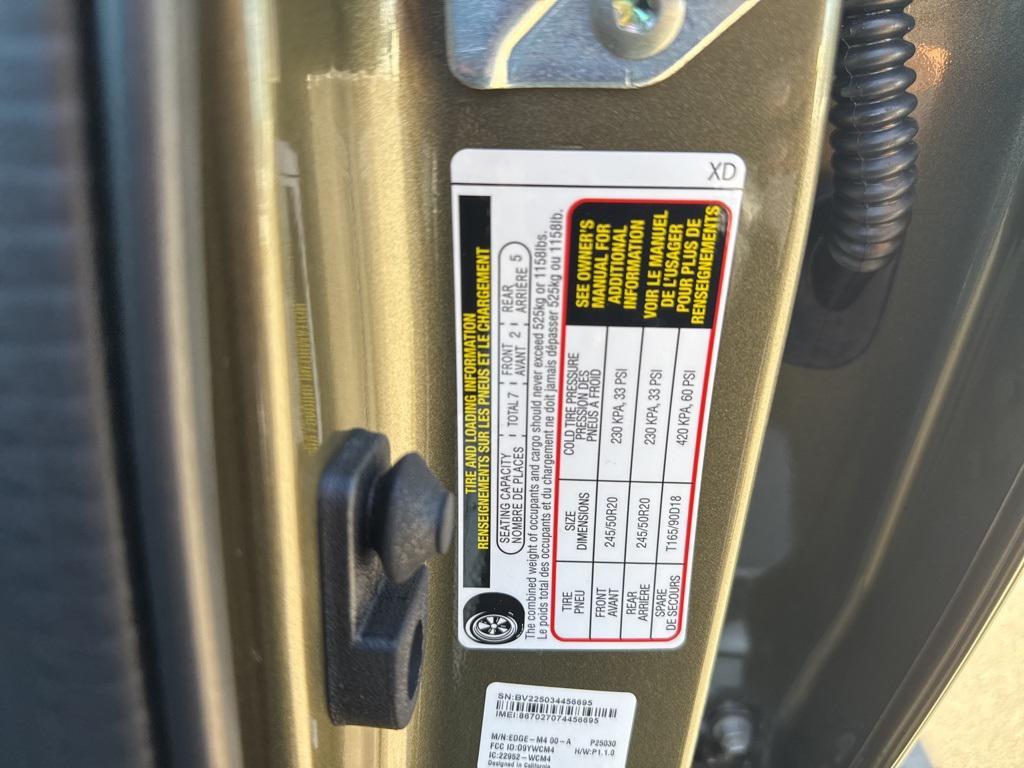 XD
TIRE AND LOADING INFORMATION
RENSEIGNEMENTS SUR LES PNEUS ET LE CHARGEMENT
SEATING CAPACITY TOTAL 7 FRONT 2 REAR 5
NOMBRE DE PLACES AVANT ARRIÈRE
The combined weight of occupants and cargo should never exceed 525kg or 1158lbs.
Le poids total des occupants et du chargement ne doit jamais dépasser 525kg ou 1158lb.
TIRE
PNEU
SIZE
DIMENSIONS
COLD TIRE PRESSURE
PRESSION DES
PNEUS A FROID
FRONT
AVANT
245/50R20
230 KPA, 33 PSI
REAR
ARRIÈRE
245/50R20
230 KPA, 33 PSI
SPARE
DE SECOURS
T165/90D18
420 KPA, 60 PSI
SEE OWNER'S
MANUAL FOR
ADDITIONAL
INFORMATION
VOIR LE MANUEL
DE L'USAGER
POUR PLUS DE
RENSEIGNEMENTS
SN:BV225034456695
IMEI:867027074456695
M/N:EDGE-M4 00-A P25030
FCC ID:09YWCM4 H/W:P1.1.0
IC:22952-WCM4
Designed in California